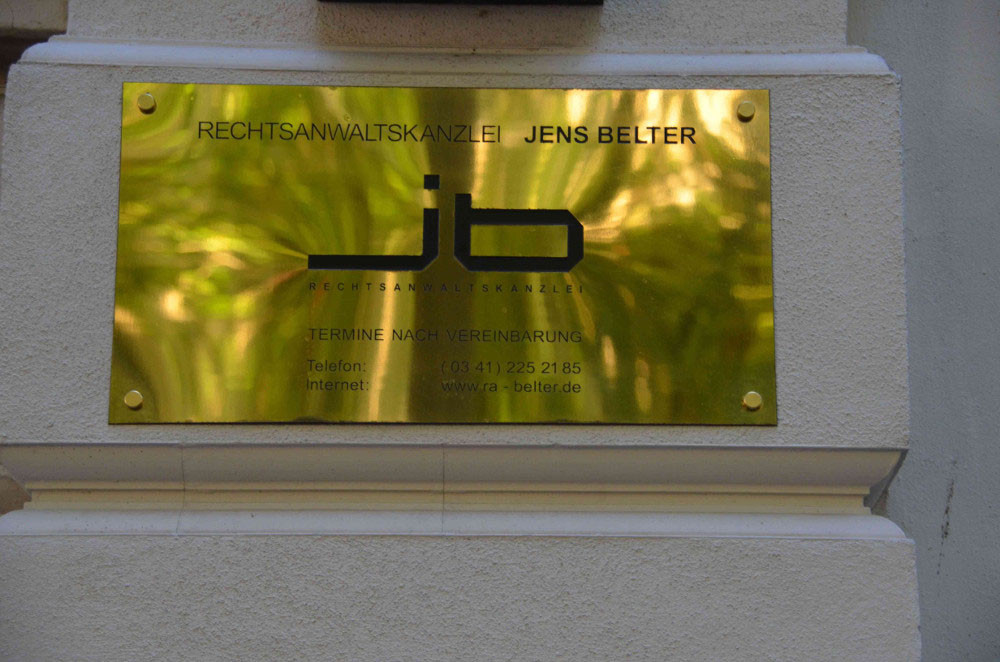 RECHTSANWALTSKANZLEI JENS BELTER
jb
RECHTSANWALTSKANZLEI
TERMINE NACH VEREINBARUNG
Telefon: (03 41) 225 21 85
Internet: www.ra - belter.de